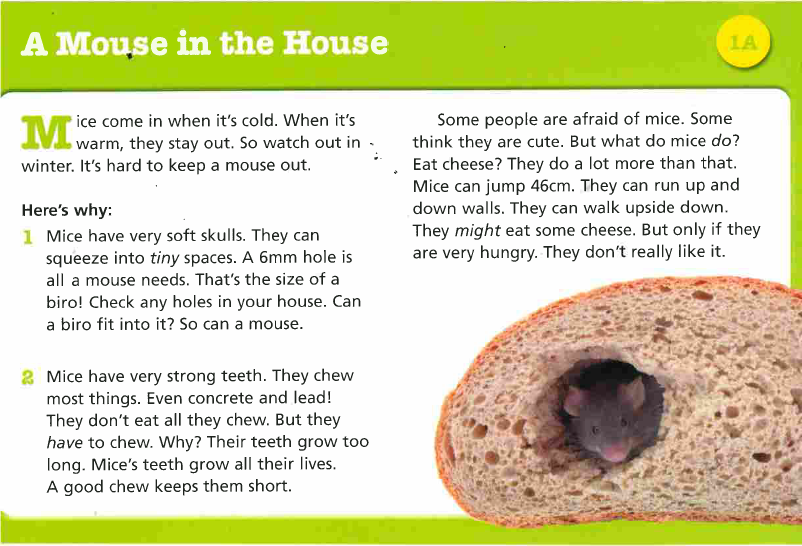 A Mouse in the House
1A
Mice come in when it's cold. When it's
warm, they stay out. So watch out in
winter. It's hard to keep a mouse out.
Here's why:
1 Mice have very soft skulls. They can
squeeze into tiny spaces. A 6mm hole is
all a mouse needs. That's the size of a
biro! Check any holes in your house. Can
a biro fit into it? So can a mouse.
2 Mice have very strong teeth. They chew
most things. Even concrete and lead!
They don't eat all they chew. But they
have to chew. Why? Their teeth grow too
long. Mice's teeth grow all their lives.
A good chew keeps them short.
Some people are afraid of mice. Some
think they are cute. But what do mice do?
Eat cheese? They do a lot more than that.
Mice can jump 46cm. They can run up and
down walls. They can walk upside down.
They might eat some cheese. But only if they
are very hungry. They don't really like it.